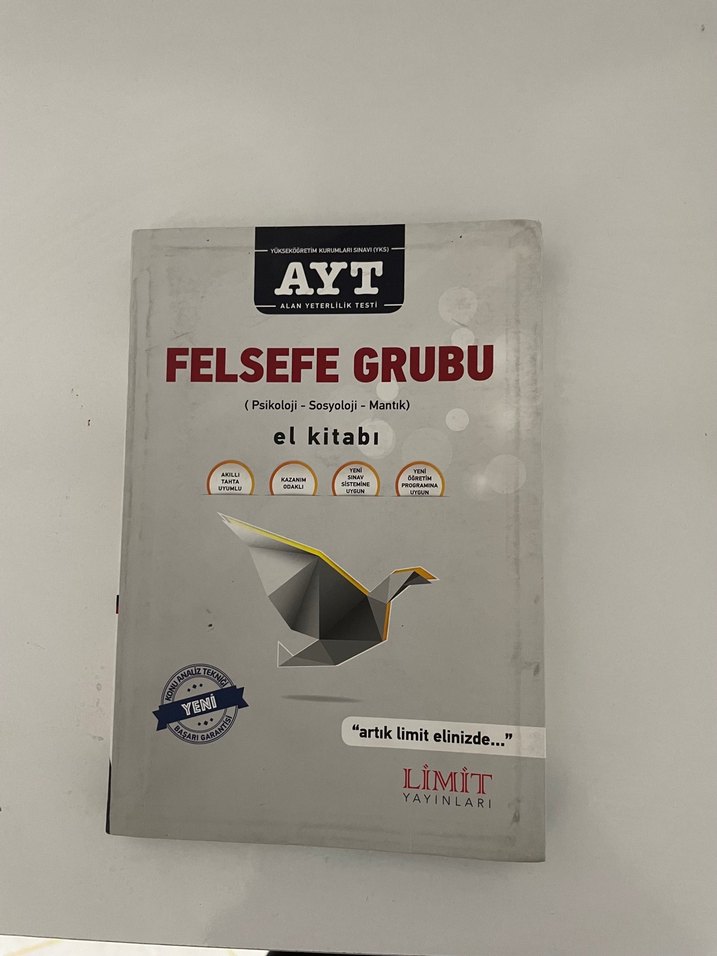 YÜKSEKÖĞRETİM KURUMLARI SINAVI (YKS)
AYT
ALAN YETERLİLİK TESTİ
FELSEFE GRUBU
( Psikoloji - Sosyoloji - Mantık)
el kitabı
AKILLI
TAHTA
UYUMLU
KAZANIM
ODAKLI
YENİ
SINAV
SİSTEMİNE
UYGUN
YENİ
ÖĞRETİM
PROGRAMINA
UYGUN
KONU ANALİZ TEKNİĞİ
YENİ
BAŞARI GARANTİSİ
"artık limit elinizde..."
LİMİT
YAYINLARI